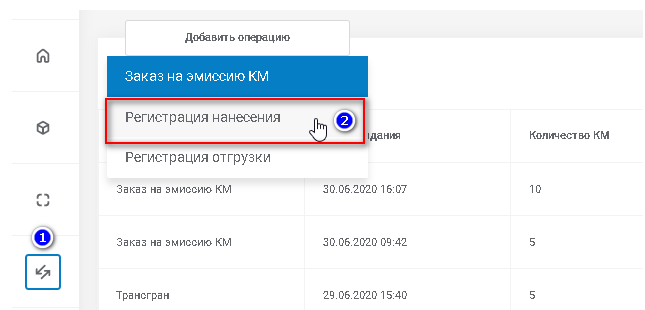 Добавить операцию
Заказ на эмиссию КМ
Регистрация нанесения
2
дания
Количество КМ
Регистрация отгрузки
Заказ на эмиссию КМ
30.06.2020 16:07
10
1
Заказ на эмиссию КМ
30.06.2020 09:42
5
Трансгран
29.06.2020 15:40
5